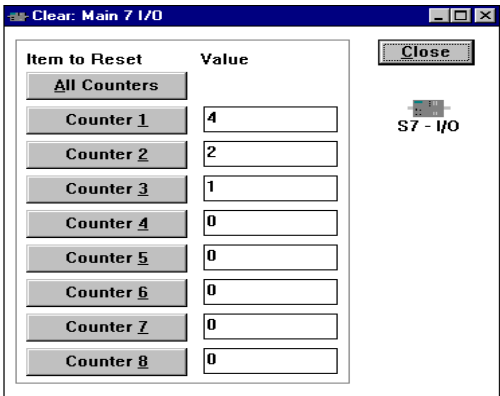 Clear: Main 7 I/O
Item to Reset Value
Close
All Counters
S7 - I/O
Counter 1 4
Counter 2 2
Counter 3 1
Counter 4 0
Counter 5 0
Counter 6 0
Counter 7 0
Counter 8 0